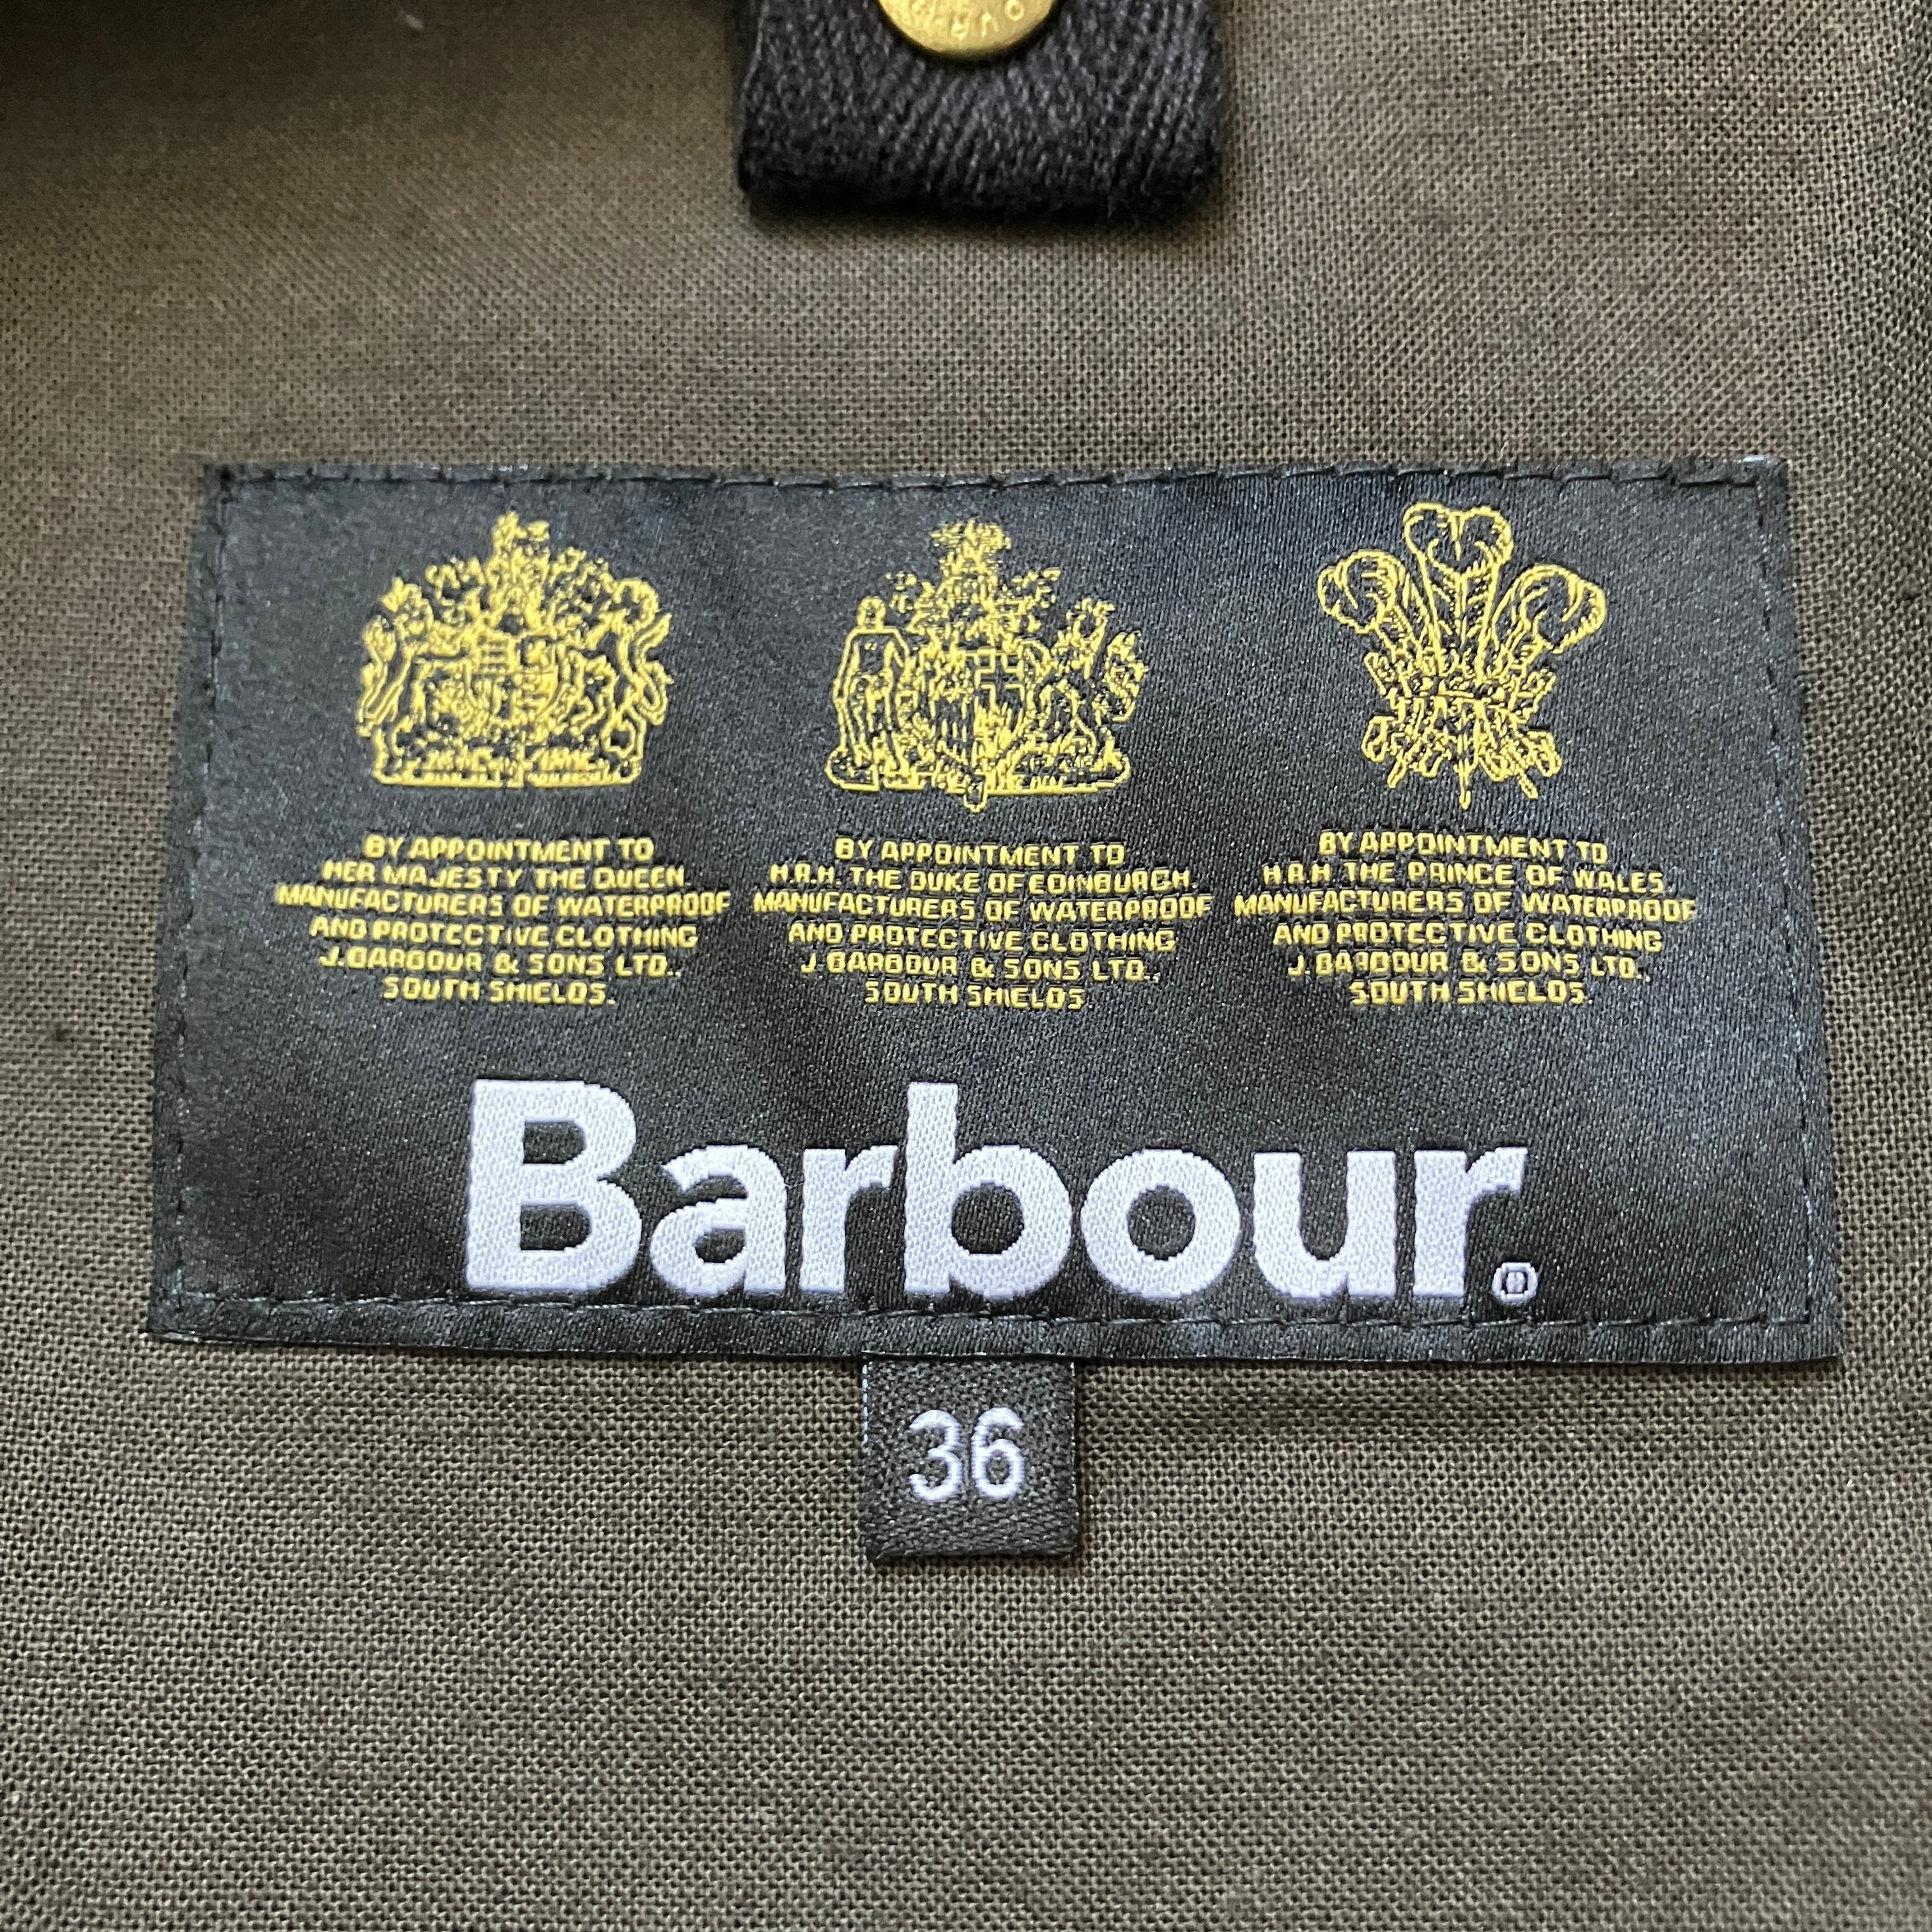 BY APPOINTMENT TO
HER MAJESTY THE QUEEN
MANUFACTURERS OF WATERPROOF
AND PROTECTIVE CLOTHING
J.BARBOUR & SONS LTD.,
SOUTH SHIELDS.
BY APPOINTMENT TO
H.R.H. THE DUKE OF EDINBURGH.
MANUFACTURERS OF WATERPROOF
AND PROTECTIVE CLOTHING
J BARBOUR & SONS LTD.,
SOUTH SHIELDS
BY APPOINTMENT TO
H.R.H THE PRINCE OF WALES.
MANUFACTURERS OF WATERPROOF
AND PROTECTIVE CLOTHING
J.BARBOUR & SONS LTD.,
SOUTH SHIELDS.
Barbour®
36